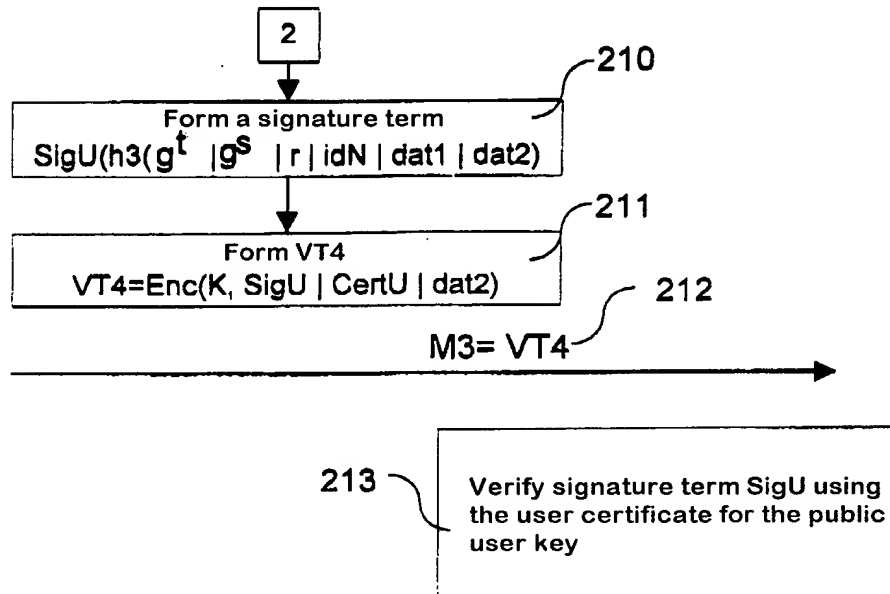 2
210
Form a signature term
SigU(h3(g^t |g^s | r | idN | dat1 | dat2)
211
Form VT4
VT4=Enc(K, SigU | CertU | dat2)
212
M3= VT4
213
Verify signature term SigU using
the user certificate for the public
user key